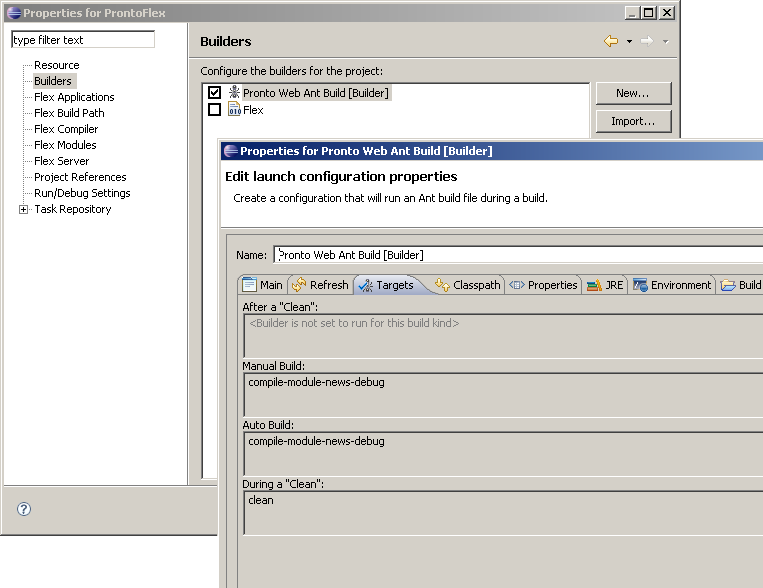 Properties for ProntoFlex
type filter text
Resource
Builders
Flex Applications
Flex Build Path
Flex Compiler
Flex Modules
Flex Server
Project References
Run/Debug Settings
Task Repository
Builders
Configure the builders for the project:
Pronto Web Ant Build [Builder]
010 Flex
New...
Import...
Properties for Pronto Web Ant Build [Builder]
Edit launch configuration properties
Create a configuration that will run an Ant build file during a build.
Name: Pronto Web Ant Build [Builder]
Main Refresh Targets Classpath Properties JRE Environment Build
After a "Clean":
<Builder is not set to run for this build kind>
Manual Build:
compile-module-news-debug
Auto Build:
compile-module-news-debug
During a "Clean":
clean